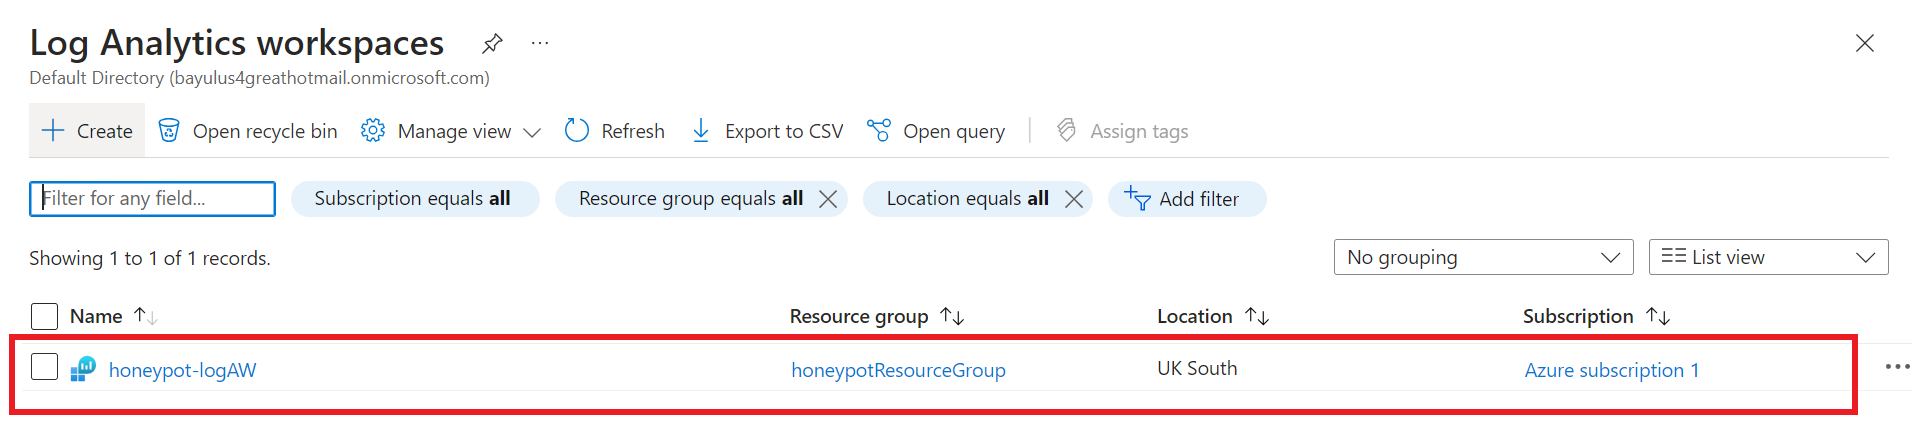 Log Analytics workspaces
Default Directory (bayulus4greathotmail.onmicrosoft.com)
Create Open recycle bin Manage view Refresh Export to CSV Open query Assign tags
Filter for any field... Subscription equals all Resource group equals all Location equals all Add filter
Showing 1 to 1 of 1 records. No grouping List view
Name Resource group Location Subscription
honeypot-logAW honeypotResourceGroup UK South Azure subscription 1